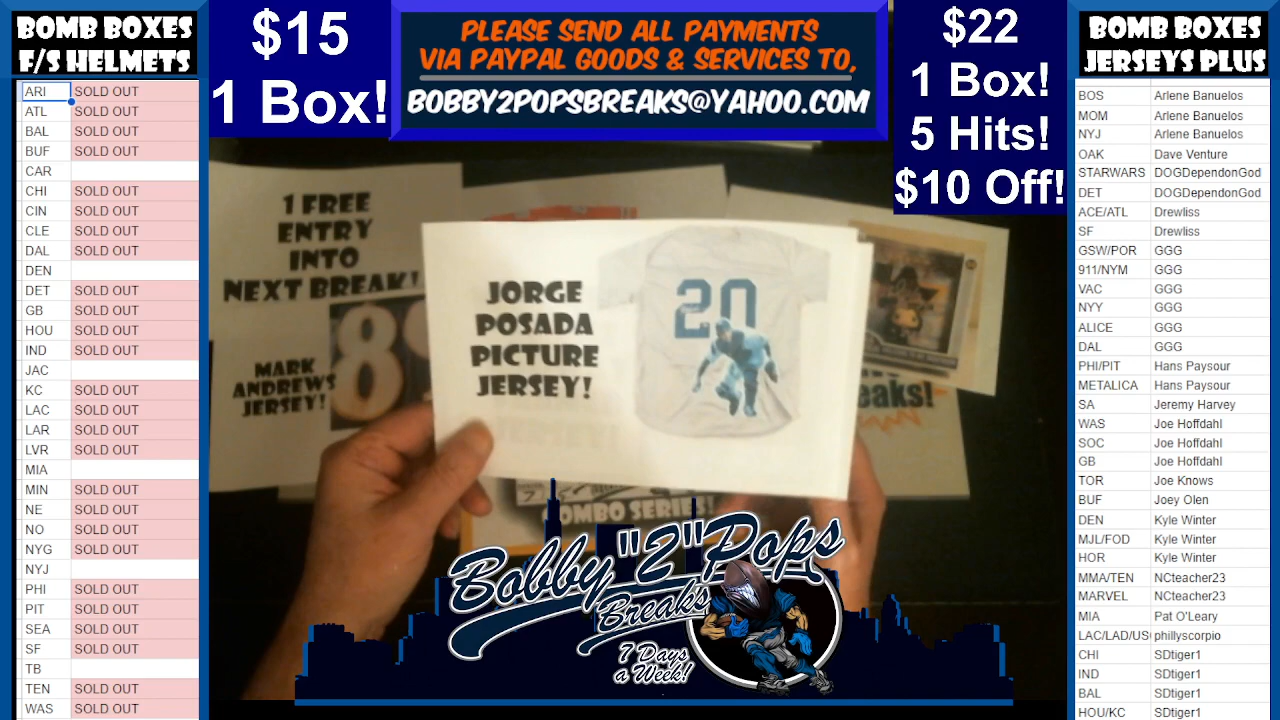 BOMB BOXES
F/S HELMETS
ARI SOLD OUT
ATL SOLD OUT
BAL SOLD OUT
BUF SOLD OUT
CAR
CHI SOLD OUT
CIN SOLD OUT
CLE SOLD OUT
DAL SOLD OUT
DEN
DET SOLD OUT
GB SOLD OUT
HOU SOLD OUT
IND SOLD OUT
JAC
KC SOLD OUT
LAC SOLD OUT
LAR SOLD OUT
LVR SOLD OUT
MIA
MIN SOLD OUT
NE SOLD OUT
NO SOLD OUT
NYG SOLD OUT
NYJ
PHI SOLD OUT
PIT SOLD OUT
SEA SOLD OUT
SF SOLD OUT
TB
TEN SOLD OUT
WAS SOLD OUT
$15
1 Box!
PLEASE SEND ALL PAYMENTS
VIA PAYPAL GOODS & SERVICES TO,
BOBBY2POPSBREAKS@YAHOO.COM
$22
1 Box!
5 Hits!
$10 Off!
1 FREE
ENTRY
INTO
NEXT BREAK!
MARK
ANDREWS
JERSEY!
89
JORGE
POSADA
PICTURE
JERSEY!
20
eaks!
COMBO SERIES!
Bobby "2" Pops
Breaks
7 Days
a Week!
BOMB BOXES
JERSEYS PLUS
BOS Arlene Banuelos
MOM Arlene Banuelos
NYJ Arlene Banuelos
OAK Dave Venture
STARWARS DOGDependonGod
DET DOGDependonGod
ACE/ATL Drewliss
SF Drewliss
GSW/POR GGG
911/NYM GGG
VAC GGG
NYY GGG
ALICE GGG
DAL GGG
PHI/PIT Hans Paysour
METALICA Hans Paysour
SA Jeremy Harvey
WAS Joe Hoffdahl
SOC Joe Hoffdahl
GB Joe Hoffdahl
TOR Joe Knows
BUF Joey Olen
DEN Kyle Winter
MJL/FOD Kyle Winter
HOR Kyle Winter
MMA/TEN NCteacher23
MARVEL NCteacher23
MIA Pat O'Leary
LAC/LAD/US phillyscorpio
CHI SDtiger1
IND SDtiger1
BAL SDtiger1
HOU/KC SDtiger1